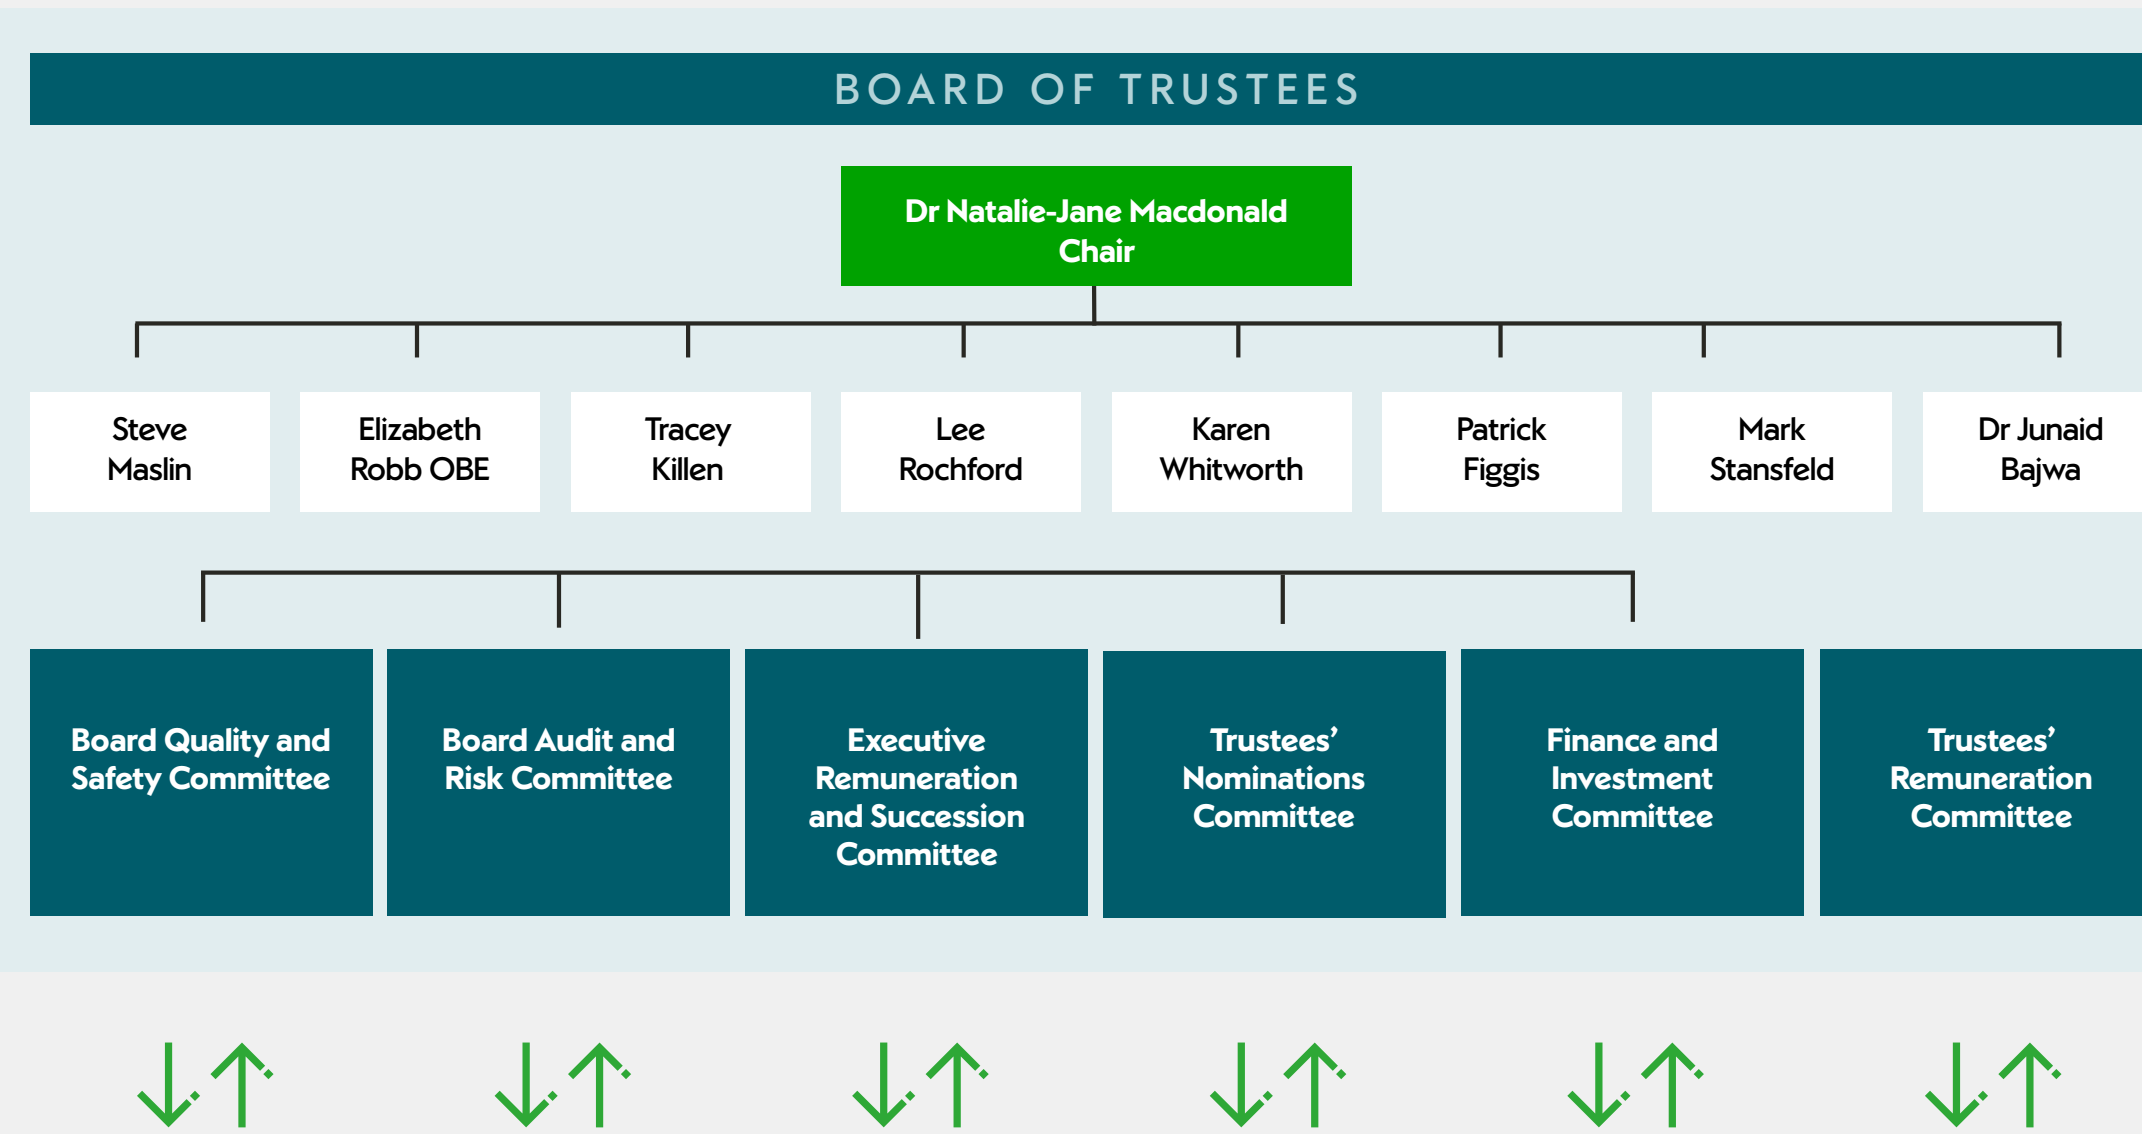 BOARD OF TRUSTEES
Dr Natalie-Jane Macdonald
Chair
Steve
Maslin
Elizabeth
Robb OBE
Tracey
Killen
Lee
Rochford
Karen
Whitworth
Patrick
Figgis
Mark
Stansfeld
Dr Junaid
Bajwa
Board Quality and
Safety Committee
Board Audit and
Risk Committee
Executive
Remuneration
and Succession
Committee
Trustees’
Nominations
Committee
Finance and
Investment
Committee
Trustees’
Remuneration
Committee